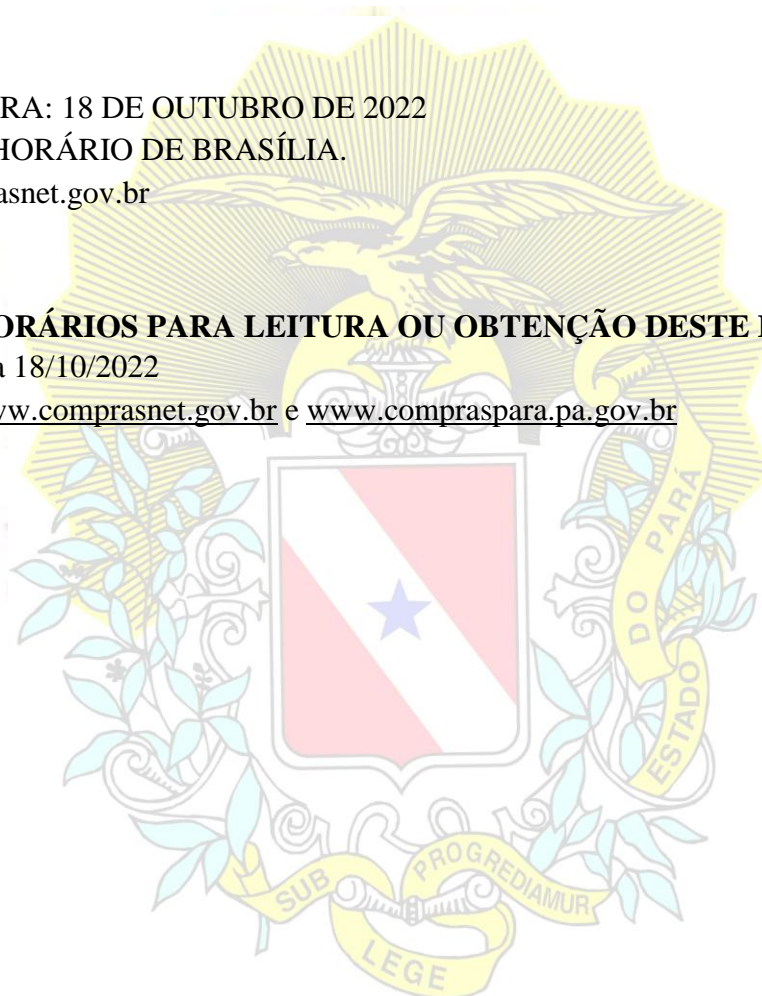 RA: 18 DE OUTUBRO DE 2022
HORÁRIO DE BRASÍLIA.
asnet.gov.br
ORÁRIOS PARA LEITURA OU OBTENÇÃO DESTE
a 18/10/2022
ww.comprasnet.gov.br e www.compraspara.pa.gov.br
ESTADO DO PARÁ
SUB LEGE PROGREDIAMUR